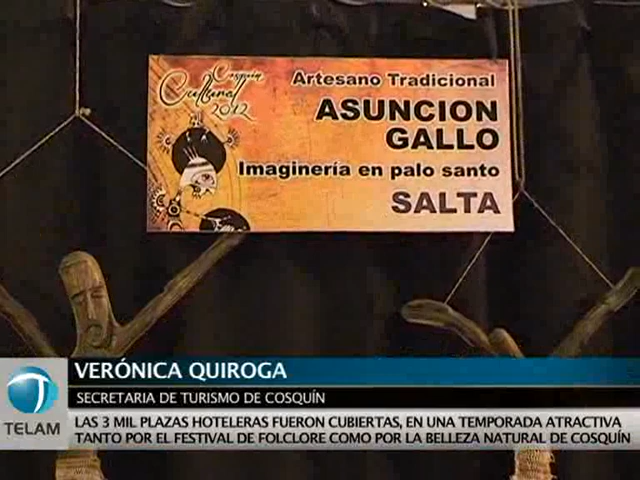 Cosquín
Cultural
2012
Artesano Tradicional
ASUNCION
GALLO
Imaginería en palo santo
SALTA
VERÓNICA QUIROGA
SECRETARIA DE TURISMO DE COSQUÍN
TELAM
LAS 3 MIL PLAZAS HOTELERAS FUERON CUBIERTAS, EN UNA TEMPORADA ATRACTIVA
TANTO POR EL FESTIVAL DE FOLCLORE COMO POR LA BELLEZA NATURAL DE COSQUÍN